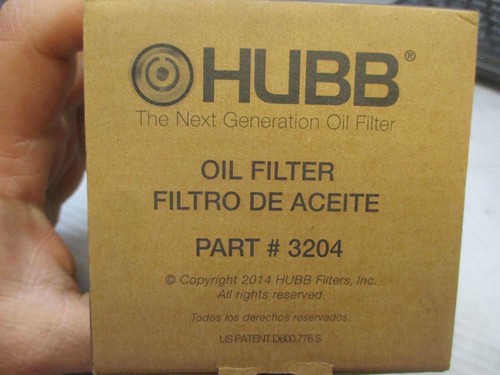 HUBB®
The Next Generation Oil Filter
OIL FILTER
FILTRO DE ACEITE
PART # 3204
© Copyright 2014 HUBB Filters, Inc.
All rights reserved.
Todos los derechos reservados.
US PATENT D600,776 S